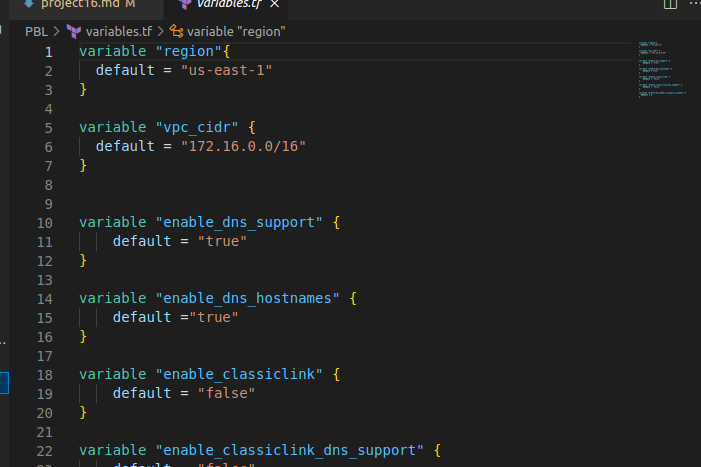 project16.md M variables.tf ×
PBL > variables.tf > variable "region"
1 variable "region"{
2 default = "us-east-1"
3 }
4
5 variable "vpc_cidr" {
6 default = "172.16.0.0/16"
7 }
8
9
10 variable "enable_dns_support" {
11 default = "true"
12 }
13
14 variable "enable_dns_hostnames" {
15 default ="true"
16 }
17
18 variable "enable_classiclink" {
19 default = "false"
20 }
21
22 variable "enable_classiclink_dns_support" {
23 default = "false"